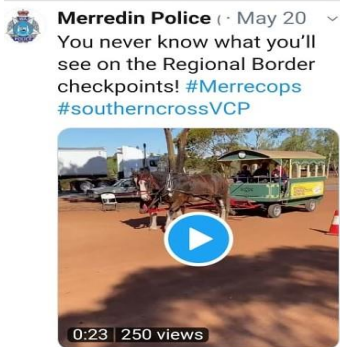 Merredin Police (· May 20
You never know what you'll
see on the Regional Border
checkpoints! #Merrecops
#southerncrossVCP
0:23 250 views